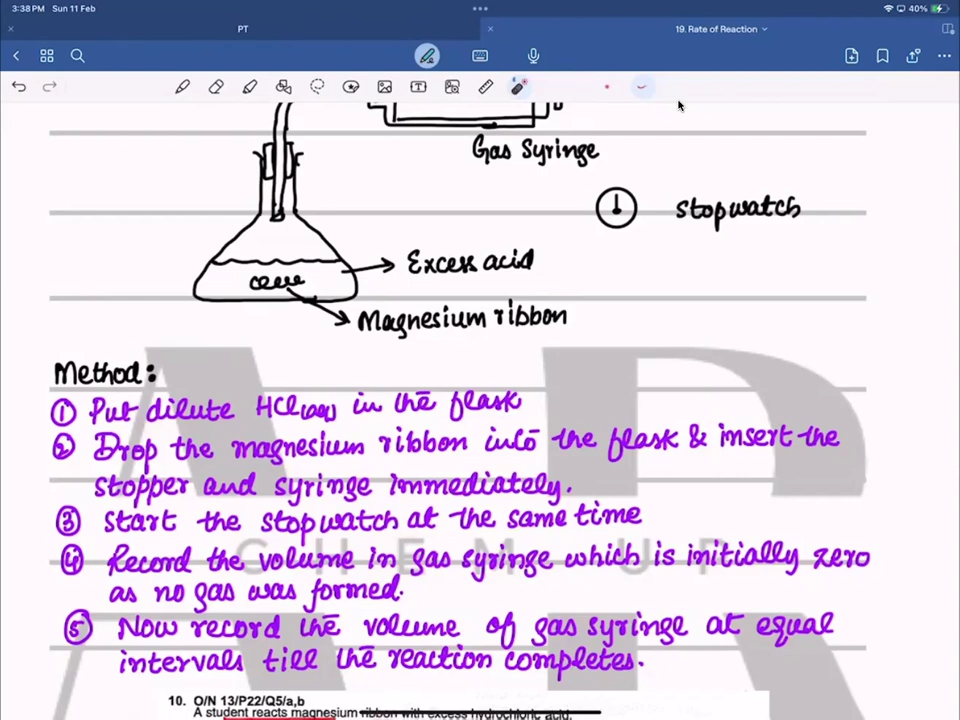 3:38 PM Sun 11 Feb
40%
PT
19. Rate of Reaction
Gas Syringe
stopwatch
Excess acid
Magnesium ribbon
Method:
① Put dilute HCl(aq) in the flask
② Drop the magnesium ribbon into the flask & insert the
stopper and syringe immediately.
③ Start the stopwatch at the same time
④ Record the volume in gas syringe which is initially zero
as no gas was formed.
⑤ Now record the volume of gas syringe at equal
intervals till the reaction completes.
CHEM UP
10. O/N 13/P22/Q5/a,b
A student reacts magnesium ribbon with excess hydrochloric acid.